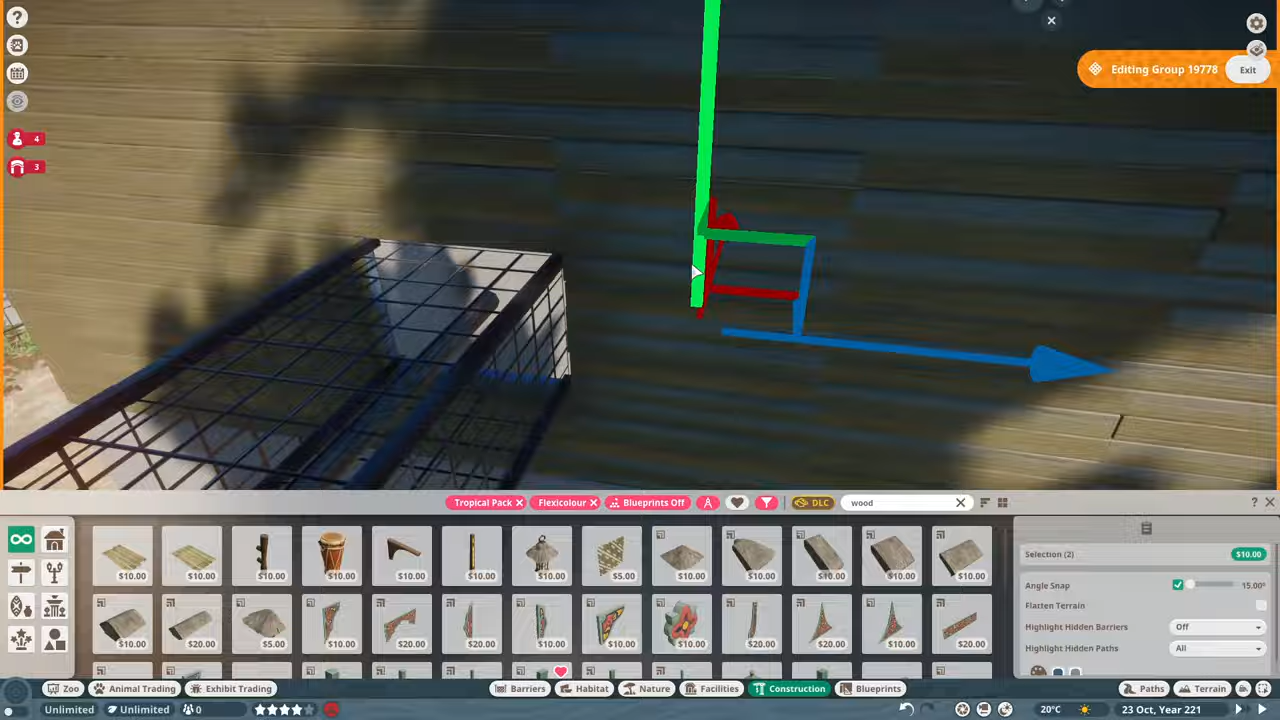 Editing Group 19778 Exit
4
3
Tropical Pack Flexicolour Blueprints Off DLC wood
$10.00 $10.00 $10.00 $10.00 $10.00 $10.00 $10.00 $5.00 $10.00 $10.00 $10.00 $10.00 $10.00
$10.00 $20.00 $5.00 $10.00 $20.00 $10.00 $10.00 $10.00 $10.00 $20.00 $20.00 $10.00 $20.00
Selection (2) $10.00
Angle Snap 15.00°
Flatten Terrain
Highlight Hidden Barriers Off
Highlight Hidden Paths All
Zoo Animal Trading Exhibit Trading Barriers Habitat Nature Facilities Construction Blueprints Paths Terrain
Unlimited Unlimited 0 20°C 23 Oct, Year 221